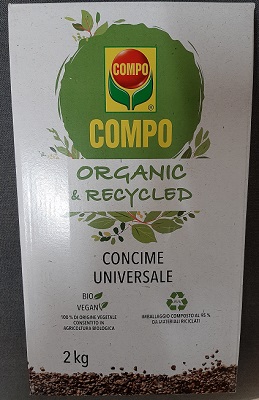 COMPO
®
COMPO
ORGANIC
& RECYCLED
CONCIME
UNIVERSALE
BIO
VEGAN
100 % DI ORIGINE VEGETALE
CONSENTITO IN
AGRICOLTURA BIOLOGICA
IMBALLAGGIO COMPOSTO AL 95 %
DA MATERIALI RICICLATI
2 kg